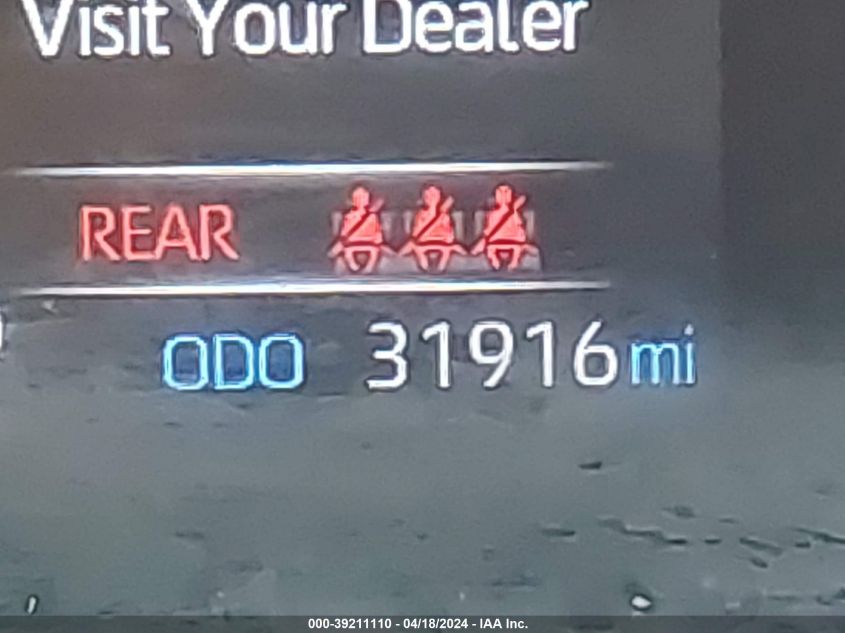 Visit Your Dealer
REAR
ODO 31916 mi
000-39211110 - 04/18/2024 - IAA Inc.